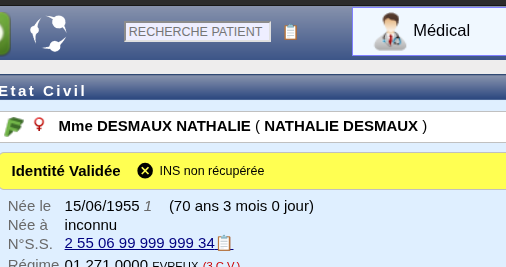 RECHERCHE PATIENT
Médical
Etat Civil
Mme DESMAUX NATHALIE ( NATHALIE DESMAUX )
Identité Validée INS non récupérée
Née le 15/06/1955 1 (70 ans 3 mois 0 jour)
Née à inconnu
N°S.S. 2 55 06 99 999 999 34
Régime 01 271 0000 EVREUX (3 C.V.)